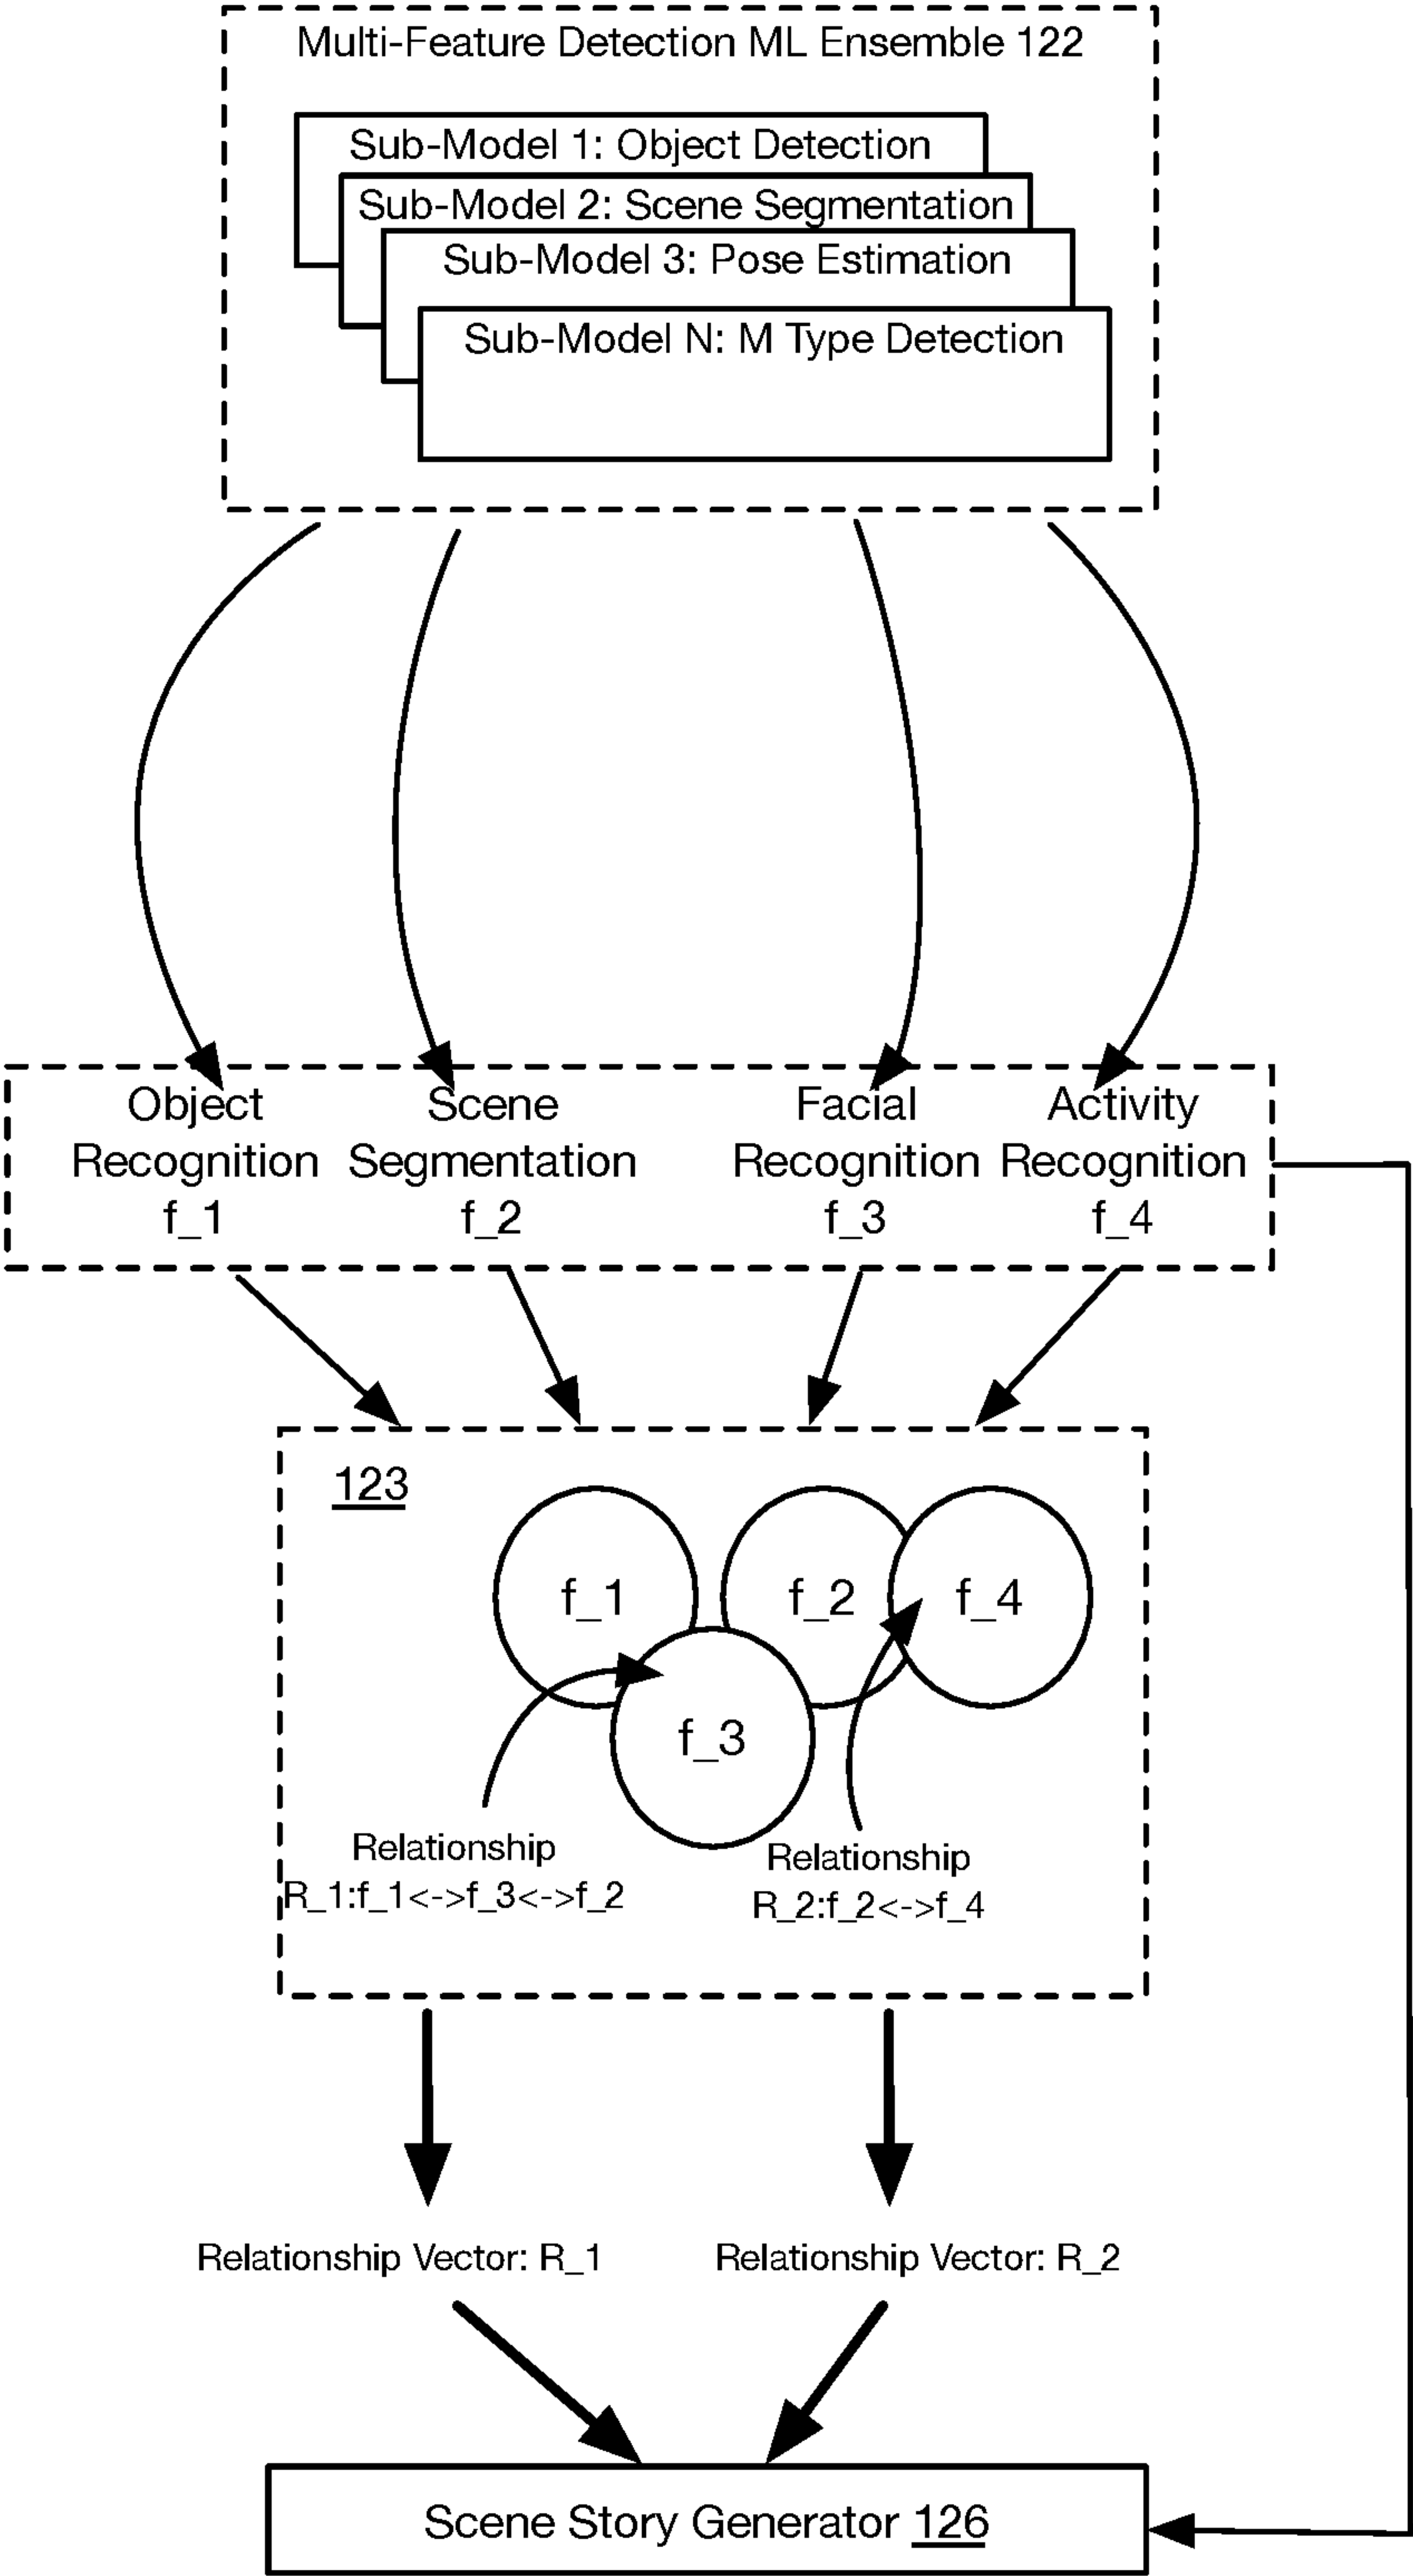 Multi-Feature Detection ML Ensemble 122
Sub-Model 1: Object Detection
Sub-Model 2: Scene Segmentation
Sub-Model 3: Pose Estimation
Sub-Model N: M Type Detection
Object Recognition f_1
Scene Segmentation f_2
Facial Recognition f_3
Activity Recognition f_4
123
f_1
f_2
f_4
f_3
Relationship
R_1:f_1<->f_3<->f_2
Relationship
R_2:f_2<->f_4
Relationship Vector: R_1
Relationship Vector: R_2
Scene Story Generator 126